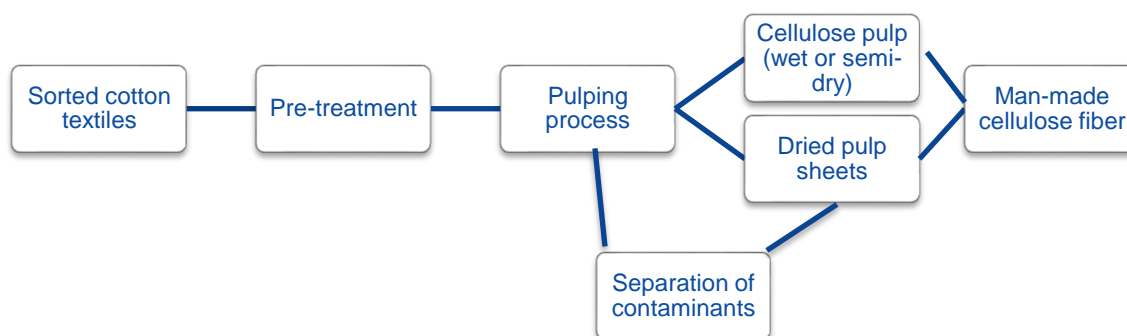 Sorted cotton
textiles
Pre-treatment
Pulping
process
Cellulose pulp
(wet or semi-
dry)
Dried pulp
sheets
Man-made
cellulose fiber
Separation of
contaminants